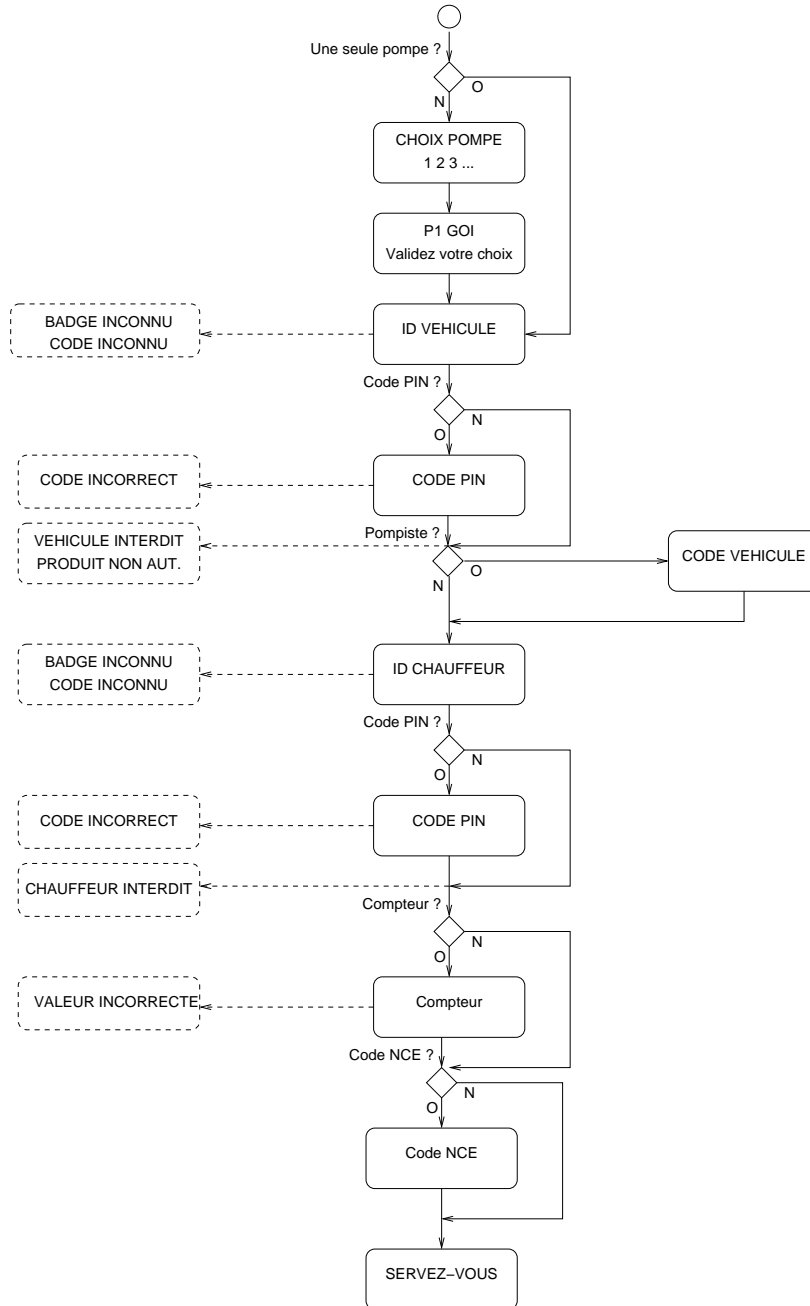 Une seule pompe ?
O
N
CHOIX POMPE
1 2 3 ...
P1 GOI
Validez votre choix
BADGE INCONNU
CODE INCONNU
ID VEHICULE
Code PIN ?
N
O
CODE INCORRECT
CODE PIN
Pompiste ?
VEHICULE INTERDIT
PRODUIT NON AUT.
O
N
CODE VEHICULE
BADGE INCONNU
CODE INCONNU
ID CHAUFFEUR
Code PIN ?
N
O
CODE INCORRECT
CODE PIN
CHAUFFEUR INTERDIT
Compteur ?
N
O
VALEUR INCORRECTE
Compteur
Code NCE ?
N
O
Code NCE
SERVEZ–VOUS